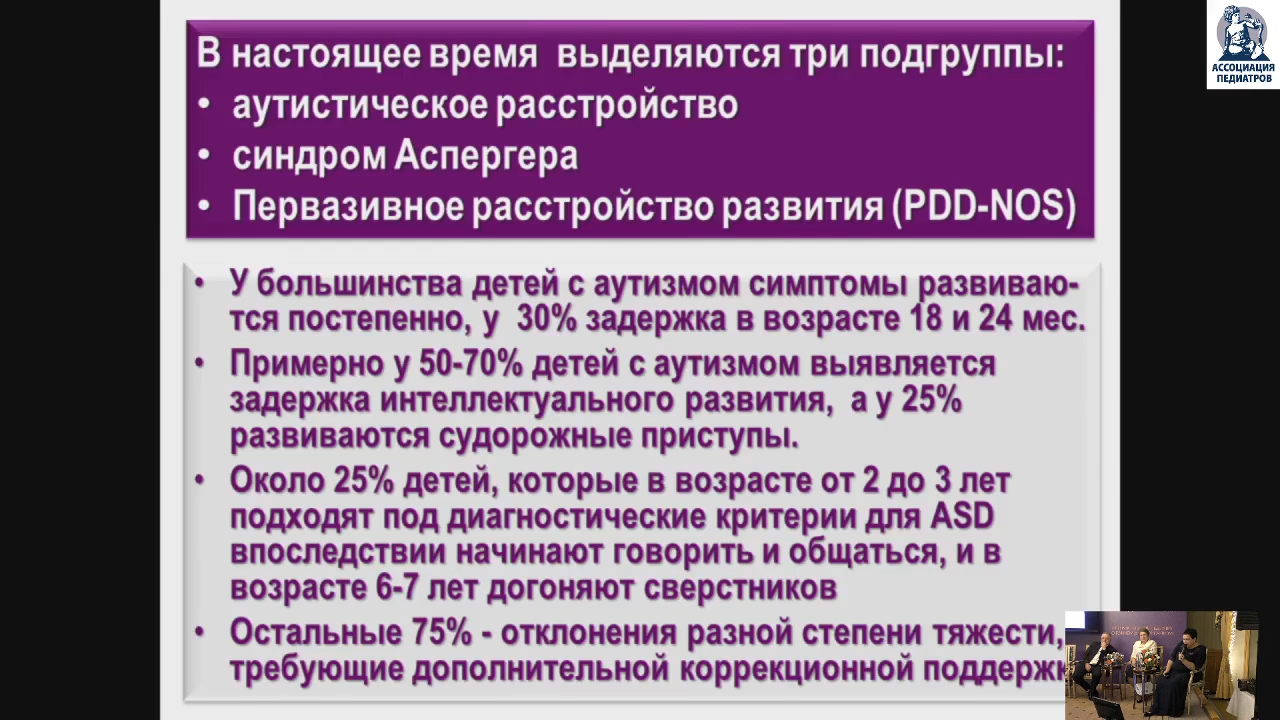 В настоящее время выделяются три подгруппы:
• аутистическое расстройство
• синдром Аспергера
• Первазивное расстройство развития (PDD-NOS)
• У большинства детей с аутизмом симптомы развиваю-
тся постепенно, у 30% задержка в возрасте 18 и 24 мес.
• Примерно у 50-70% детей с аутизмом выявляется
задержка интеллектуального развития, а у 25%
развиваются судорожные приступы.
• Около 25% детей, которые в возрасте от 2 до 3 лет
подходят под диагностические критерии для ASD
впоследствии начинают говорить и общаться, и в
возрасте 6-7 лет догоняют сверстников
• Остальные 75% - отклонения разной степени тяжести,
требующие дополнительной коррекционной поддержк
АССОЦИАЦИЯ
ПЕДИАТРОВ